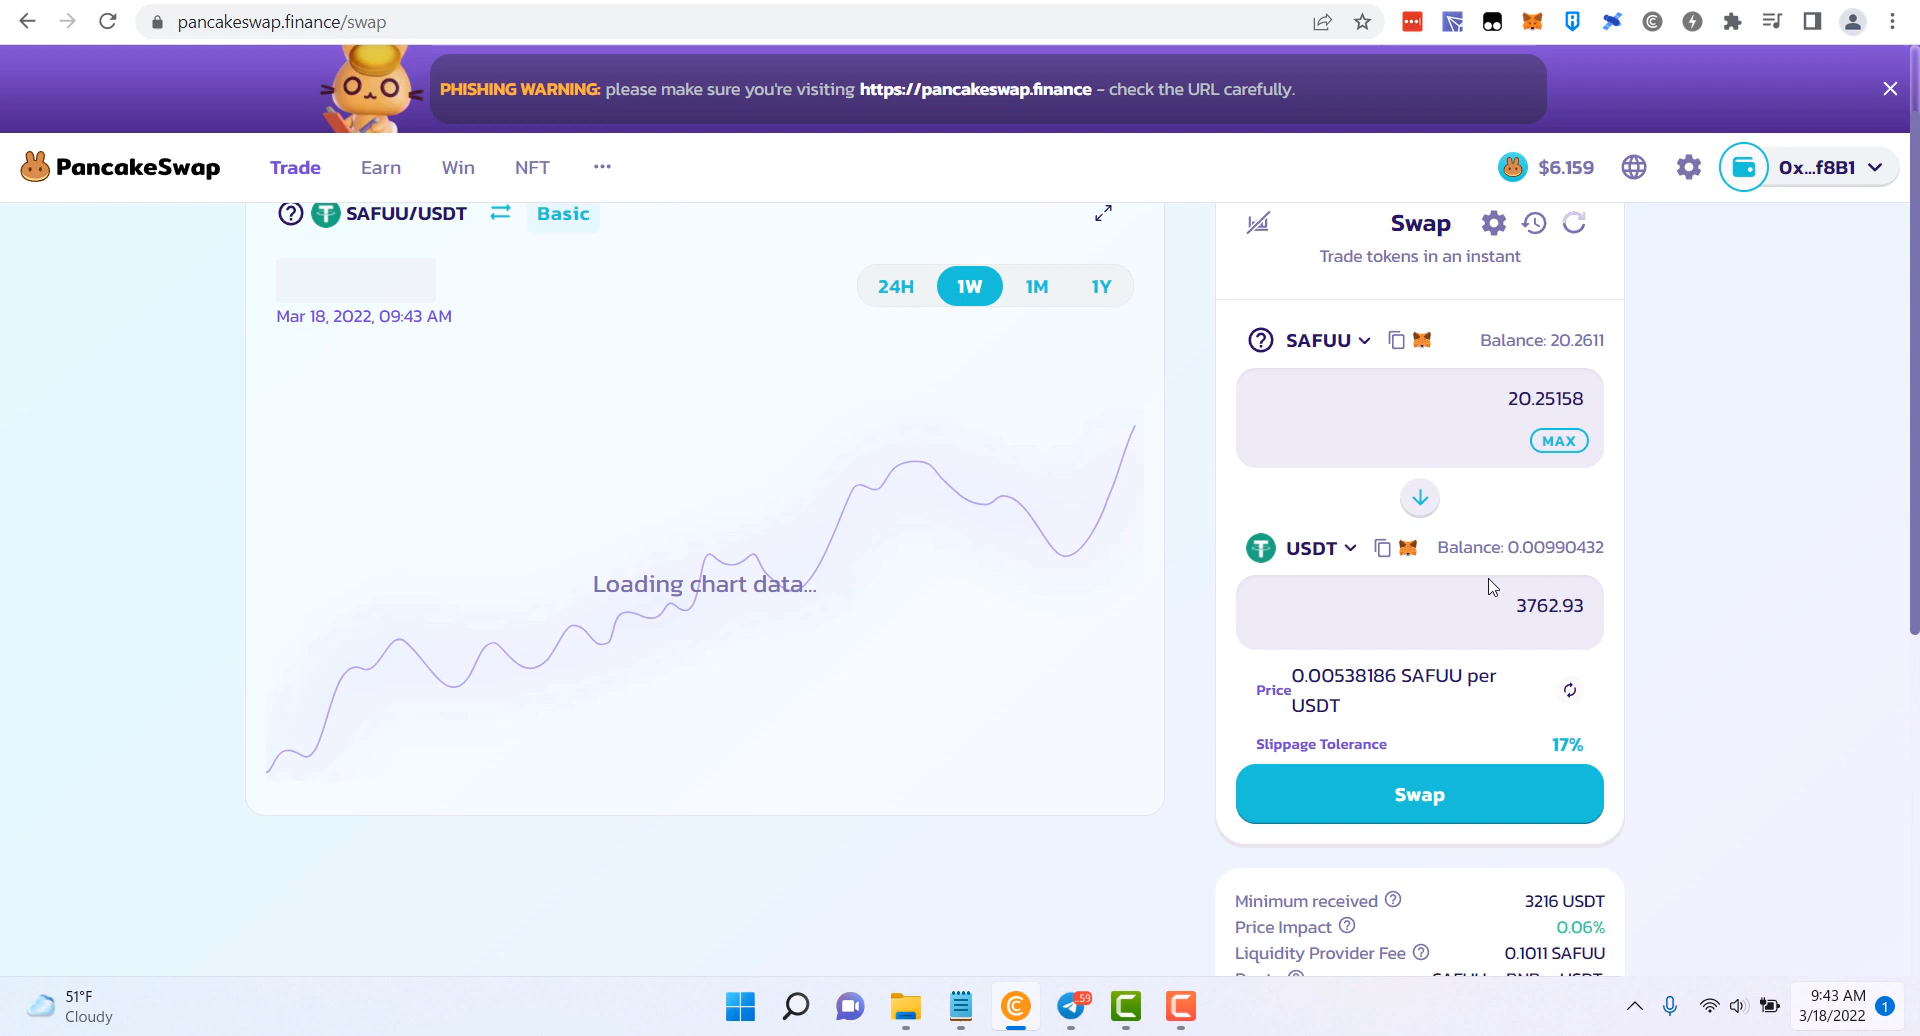 pancakeswap.finance/swap
PHISHING WARNING: please make sure you're visiting https://pancakeswap.finance - check the URL carefully.
PancakeSwap
Trade Earn Win NFT ...
$6.159
0x...f8B1
SAFUU/USDT Basic
Mar 18, 2022, 09:43 AM
24H 1W 1M 1Y
Loading chart data...
Swap
Trade tokens in an instant
SAFUU Balance: 20.2611
20.25158
MAX
USDT Balance: 0.00990432
3762.93
Price 0.00538186 SAFUU per
USDT
Slippage Tolerance 17%
Swap
Minimum received 3216 USDT
Price Impact 0.06%
Liquidity Provider Fee 0.1011 SAFUU
51°F
Cloudy
59
9:43 AM
3/18/2022
1